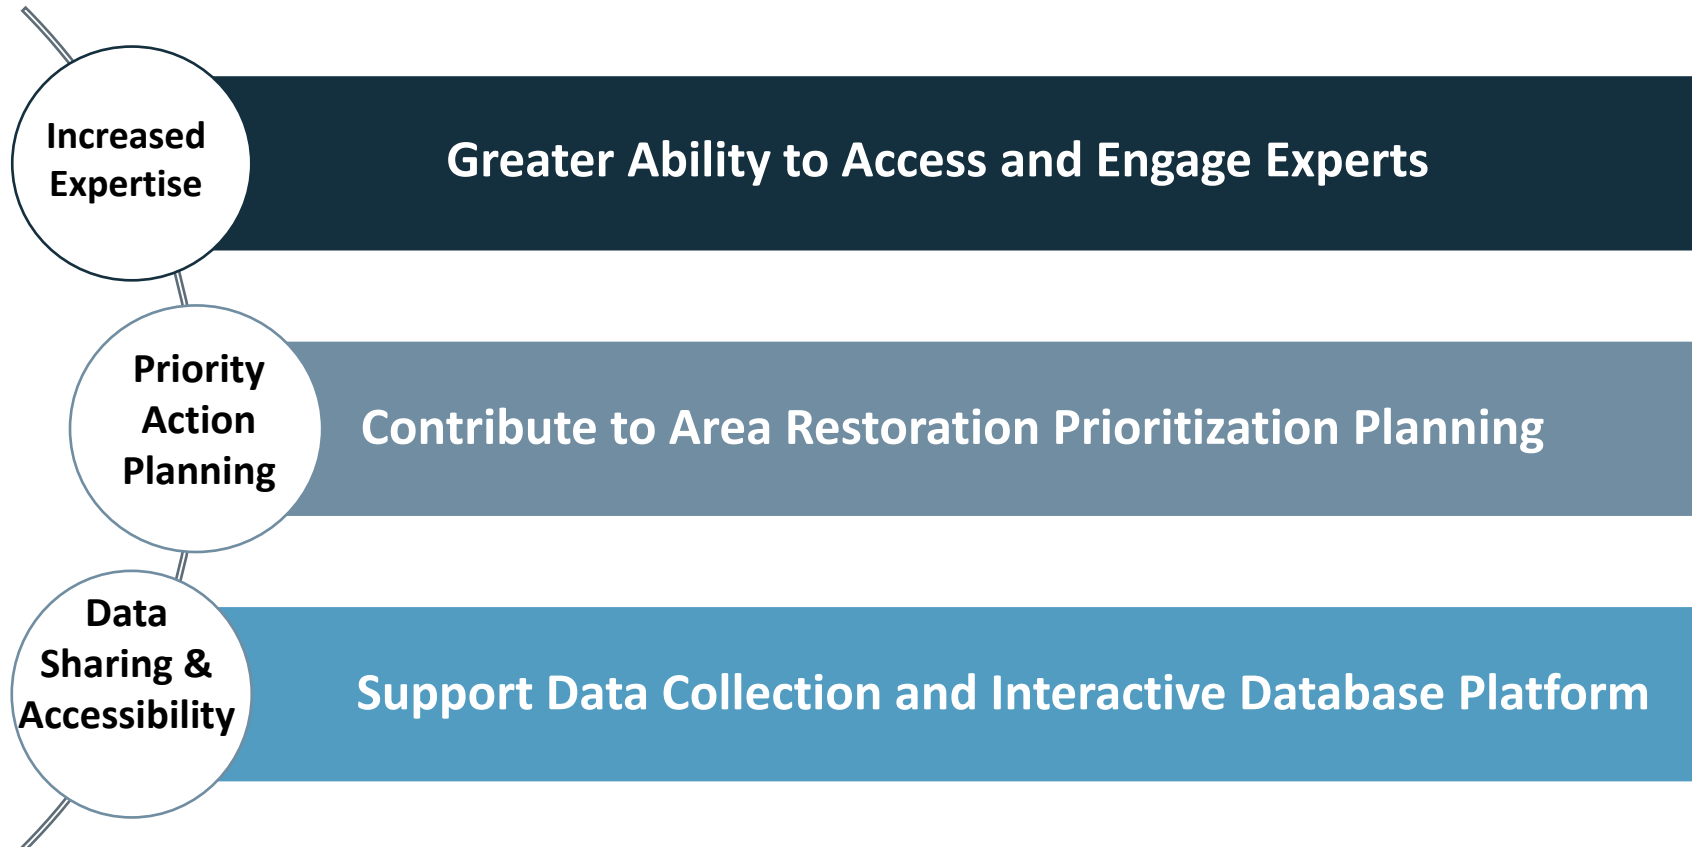 Increased
Expertise
Greater Ability to Access and Engage Experts
Priority
Action
Planning
Contribute to Area Restoration Prioritization Planning
Data
Sharing &
Accessibility
Support Data Collection and Interactive Database Platform